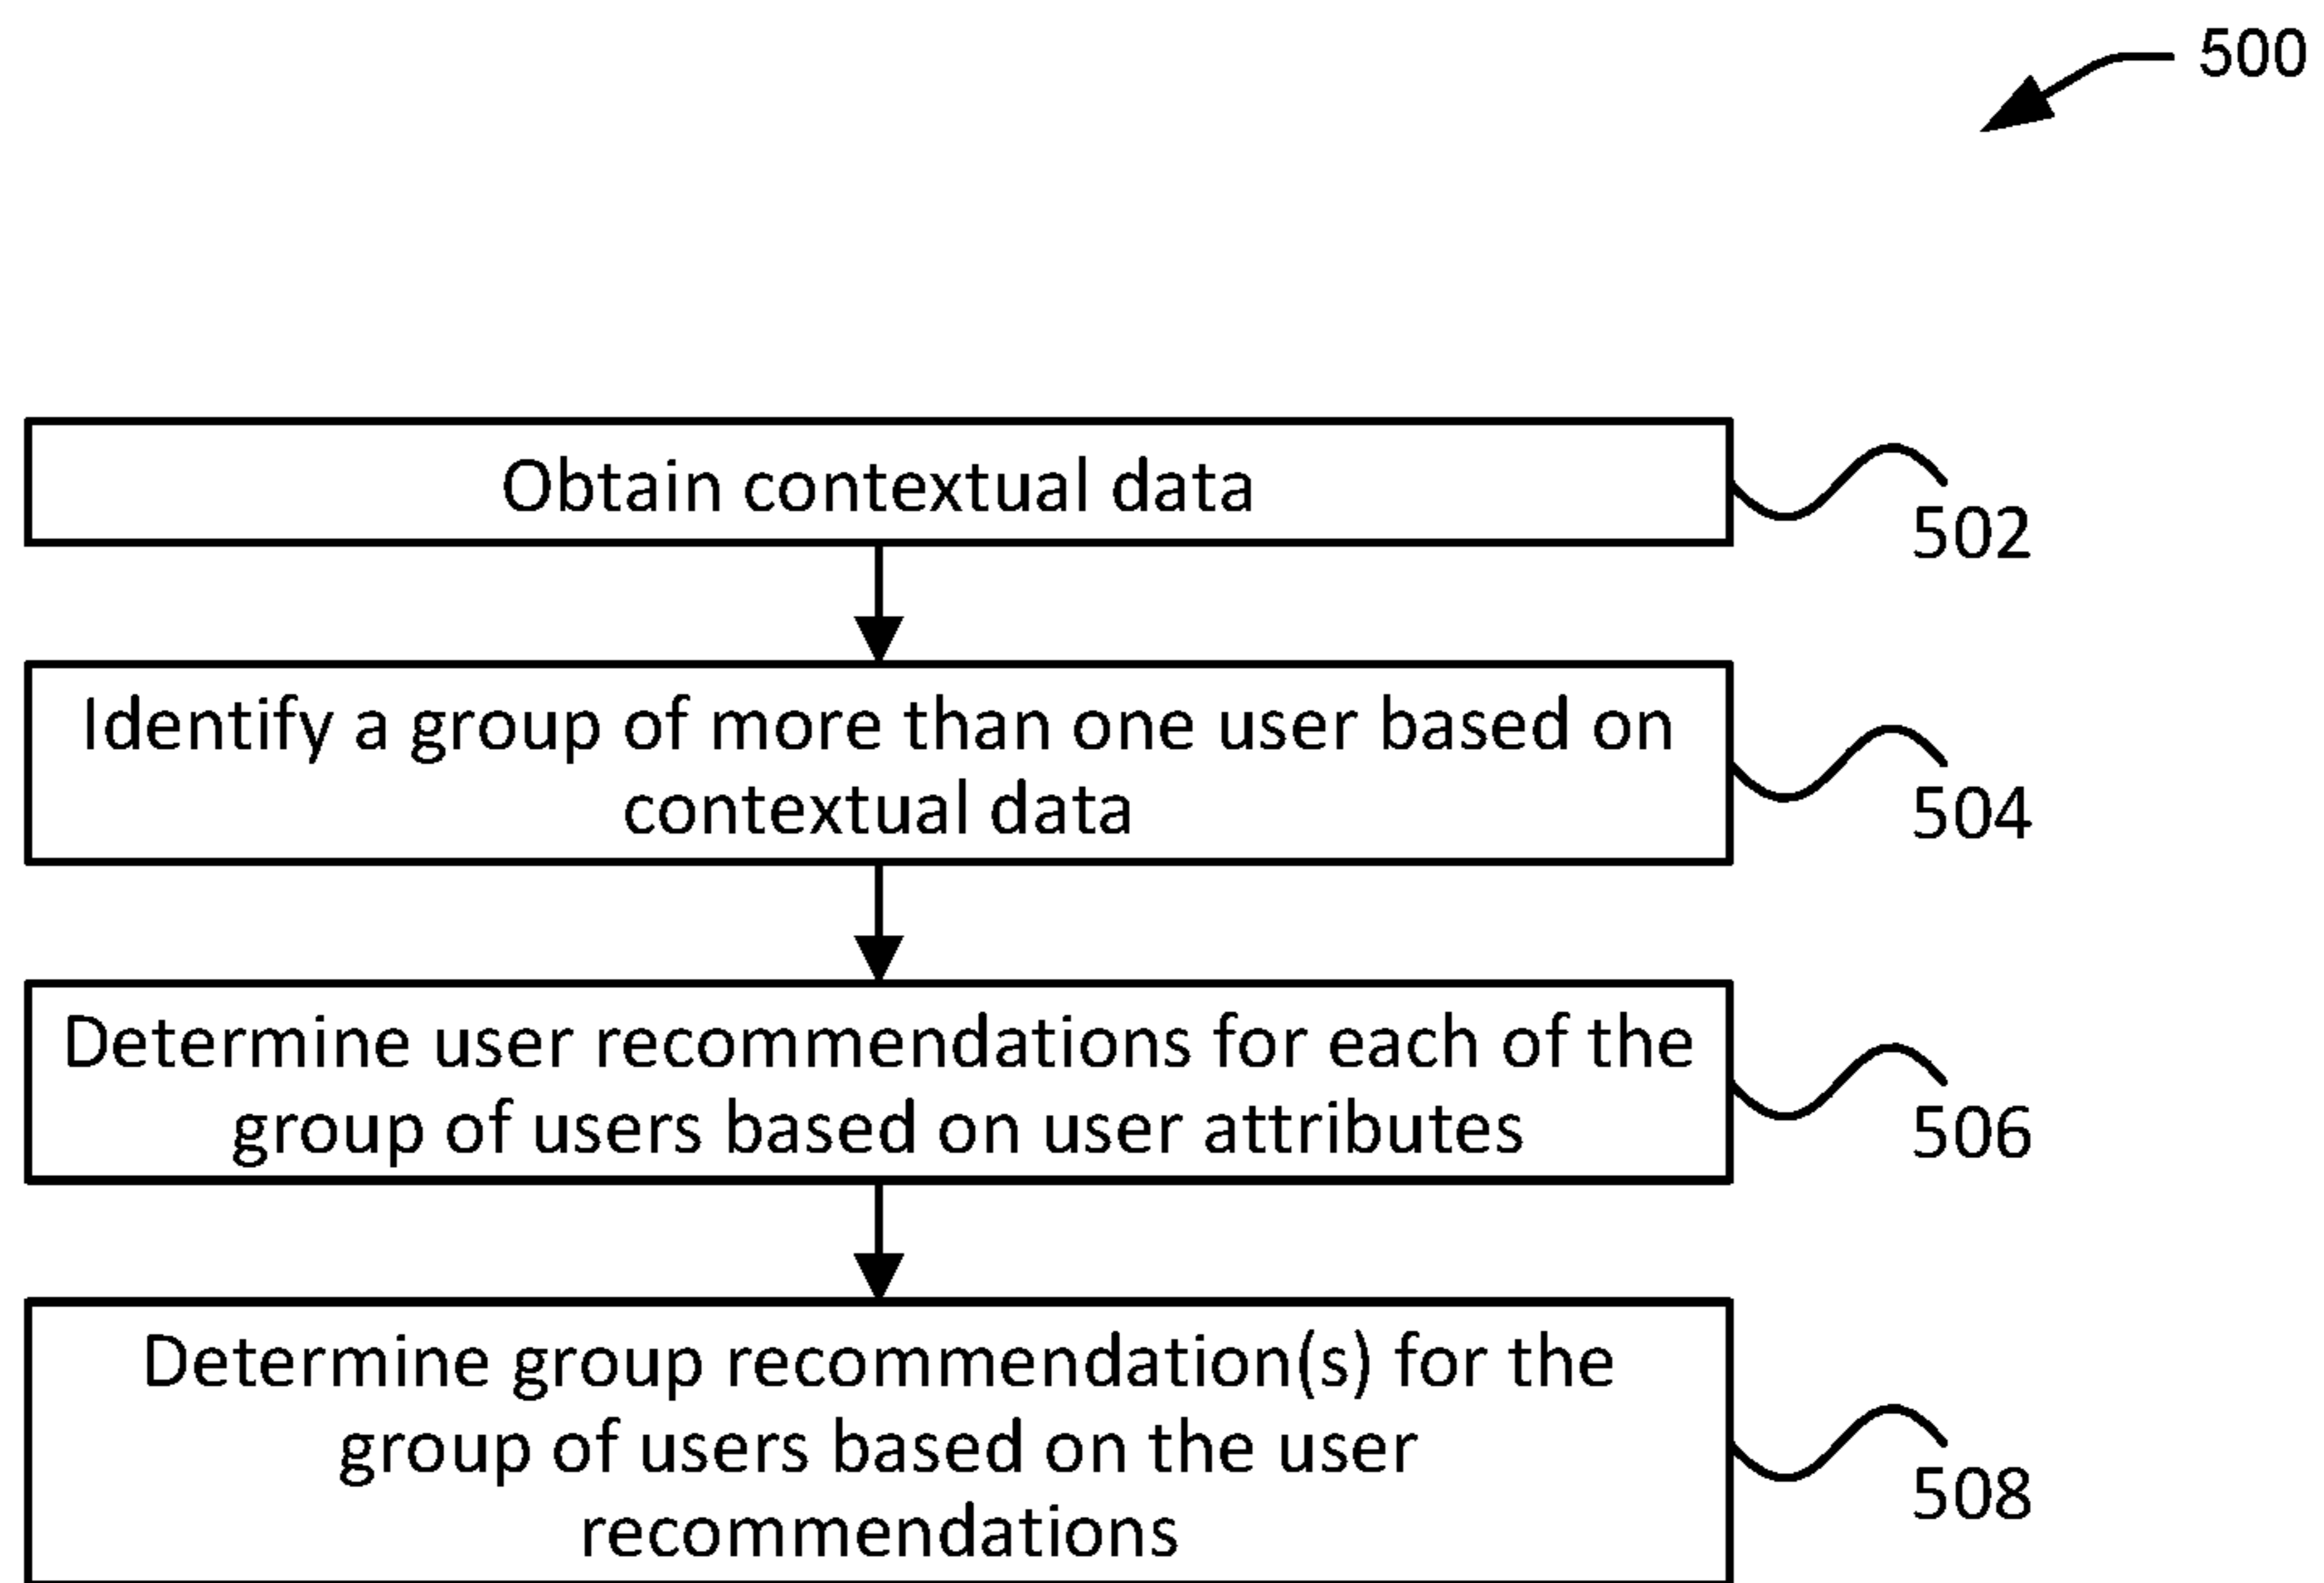 500
Obtain contextual data
502
Identify a group of more than one user based on
contextual data
504
Determine user recommendations for each of the
group of users based on user attributes
506
Determine group recommendation(s) for the
group of users based on the user
recommendations
508